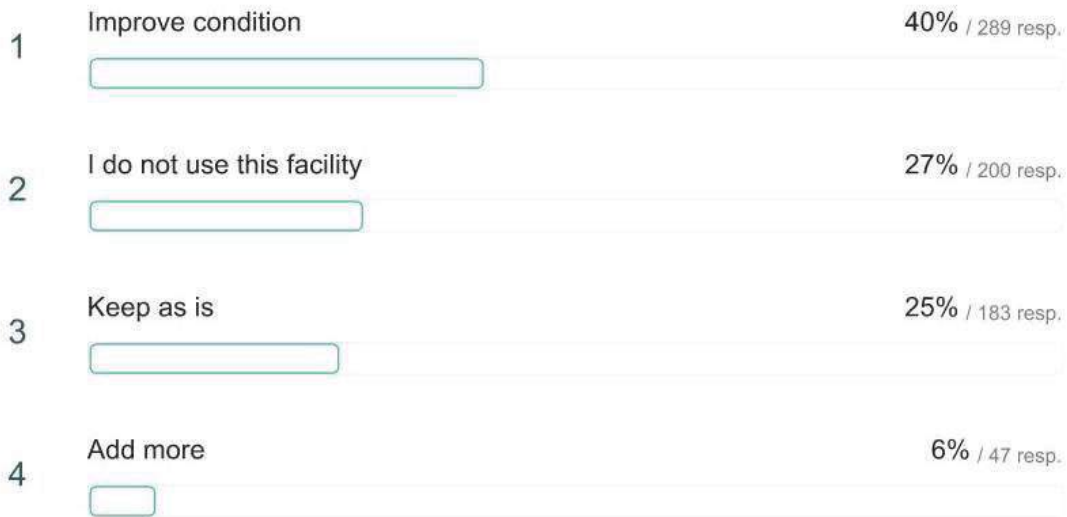 1 Improve condition 40% / 289 resp.
2 I do not use this facility 27% / 200 resp.
3 Keep as is 25% / 183 resp.
4 Add more 6% / 47 resp.